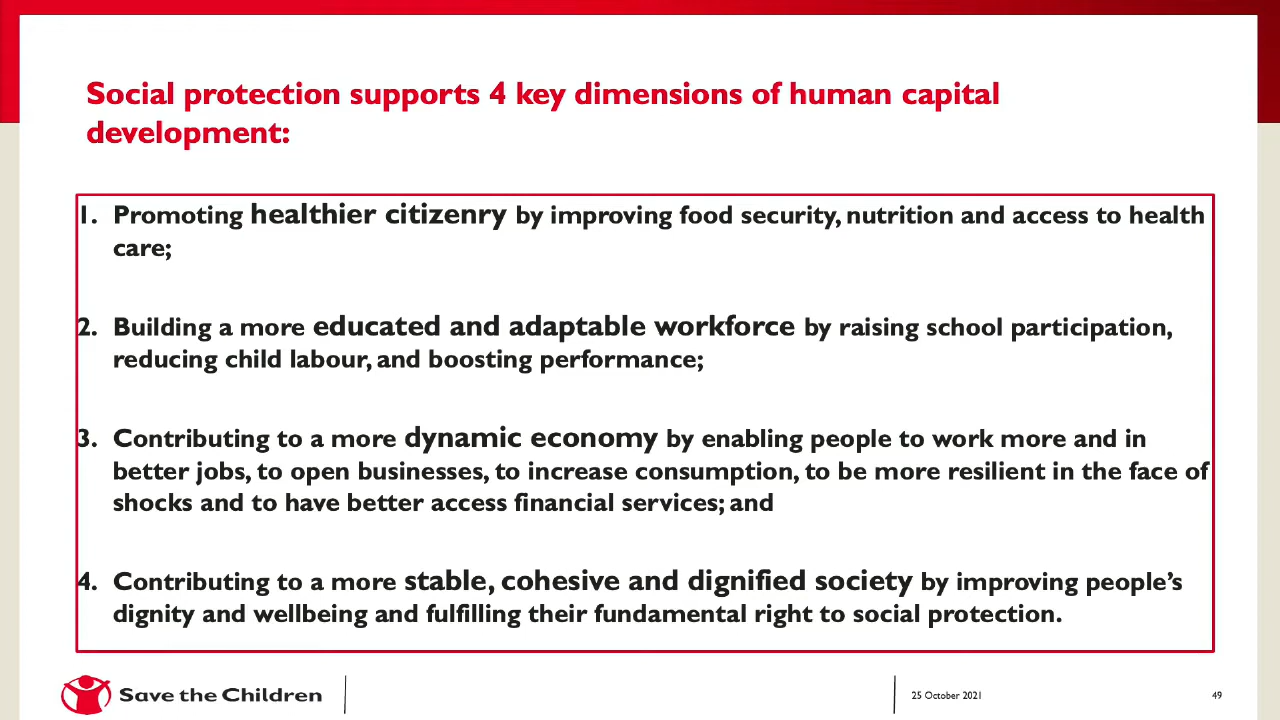 Social protection supports 4 key dimensions of human capital
development:
1. Promoting healthier citizenry by improving food security, nutrition and access to health
care;
2. Building a more educated and adaptable workforce by raising school participation,
reducing child labour, and boosting performance;
3. Contributing to a more dynamic economy by enabling people to work more and in
better jobs, to open businesses, to increase consumption, to be more resilient in the face of
shocks and to have better access financial services; and
4. Contributing to a more stable, cohesive and dignified society by improving people's
dignity and wellbeing and fulfilling their fundamental right to social protection.
Save the Children
25 October 2021
49